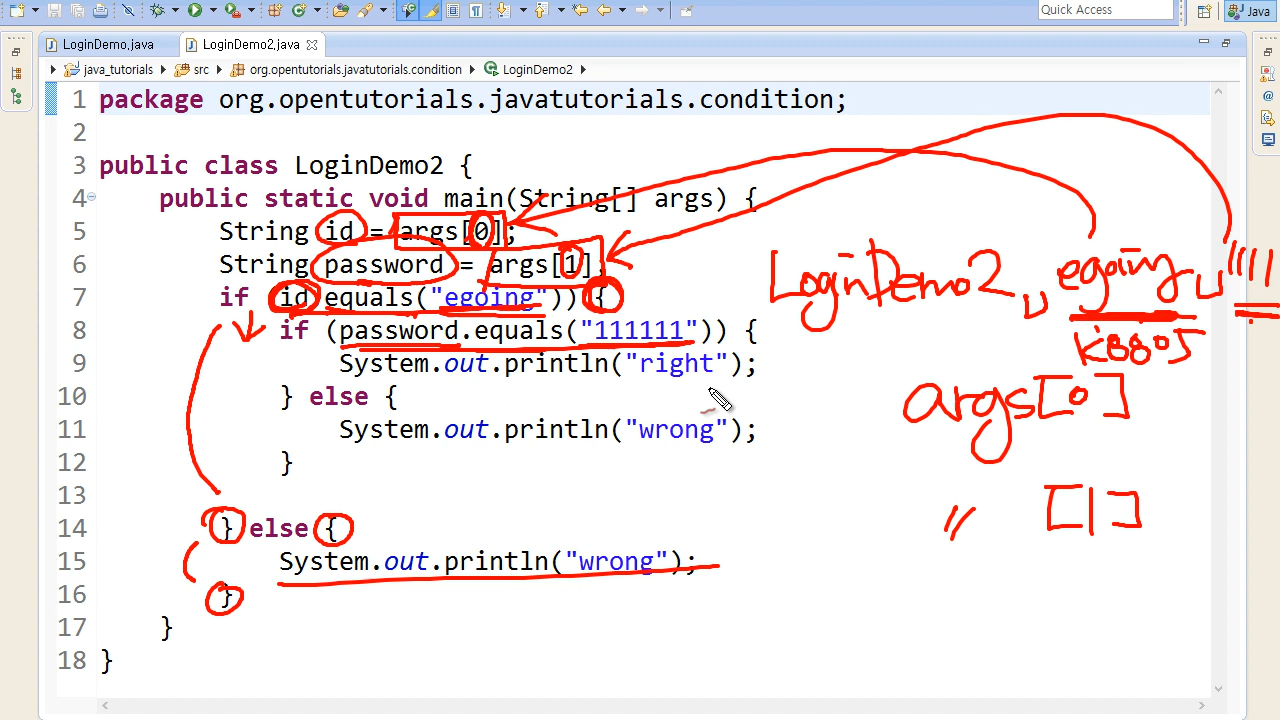 Quick Access
Java
LoginDemo.java
LoginDemo2.java
java_tutorials
src
org.opentutorials.javatutorials.condition
LoginDemo2
1 package org.opentutorials.javatutorials.condition;
2
3 public class LoginDemo2 {
4 public static void main(String[] args) {
5 String id = args[0];
6 String password = args[1];
7 if (id.equals("egoing")) {
8 if (password.equals("111111")) {
9 System.out.println("right");
10 } else {
11 System.out.println("wrong");
12 }
13
14 } else {
15 System.out.println("wrong");
16 }
17 }
18 }
LoginDemo2 egoing 1111
k8805
args[0]
〃 [1]